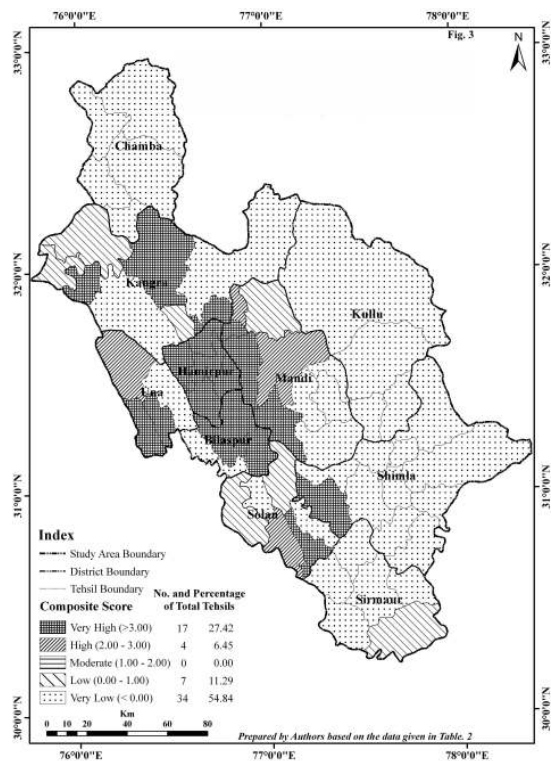 76°0'0"E 77°0'0"E 78°0'0"E
Fig. 3
N
33°0'0"N 33°0'0"N
Chamba
32°0'0"N 32°0'0"N
Kangra
Kullu
Hamirpur
Mandi
Una
Bilaspur
Shimla
31°0'0"N 31°0'0"N
Solan
Sirmaur
Index
Study Area Boundary
District Boundary
Tehsil Boundary
Composite Score No. and Percentage of Total Tehsils
Very High (>3.00) 17 27.42
High (2.00 - 3.00) 4 6.45
Moderate (1.00 - 2.00) 0 0.00
Low (0.00 - 1.00) 7 11.29
Very Low (< 0.00) 34 54.84
Km
0 10 20 40 60 80
30°0'0"N 30°0'0"N
Prepared by Authors based on the data given in Table. 2
76°0'0"E 77°0'0"E 78°0'0"E